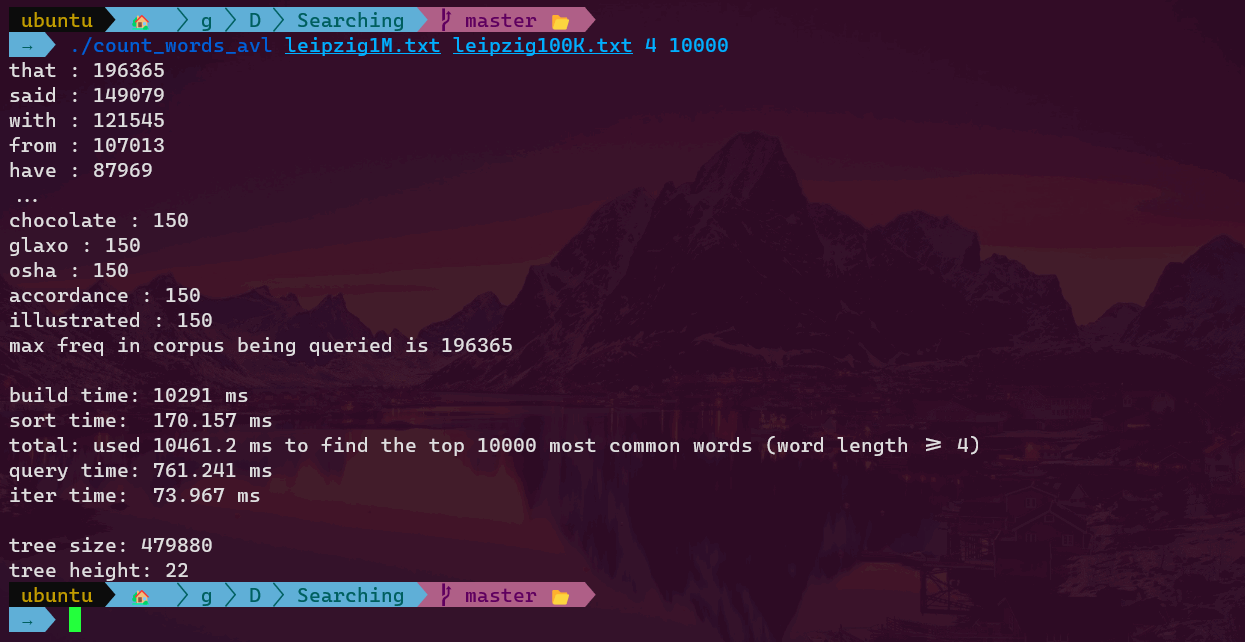 ubuntu g D Searching master
→ ./count_words_avl leipzig1M.txt leipzig100K.txt 4 10000
that : 196365
said : 149079
with : 121545
from : 107013
have : 87969
...
chocolate : 150
glaxo : 150
osha : 150
accordance : 150
illustrated : 150
max freq in corpus being queried is 196365
build time: 10291 ms
sort time:  170.157 ms
total: used 10461.2 ms to find the top 10000 most common words (word length ≥ 4)
query time: 761.241 ms
iter time:  73.967 ms
tree size: 479880
tree height: 22
ubuntu g D Searching master
→